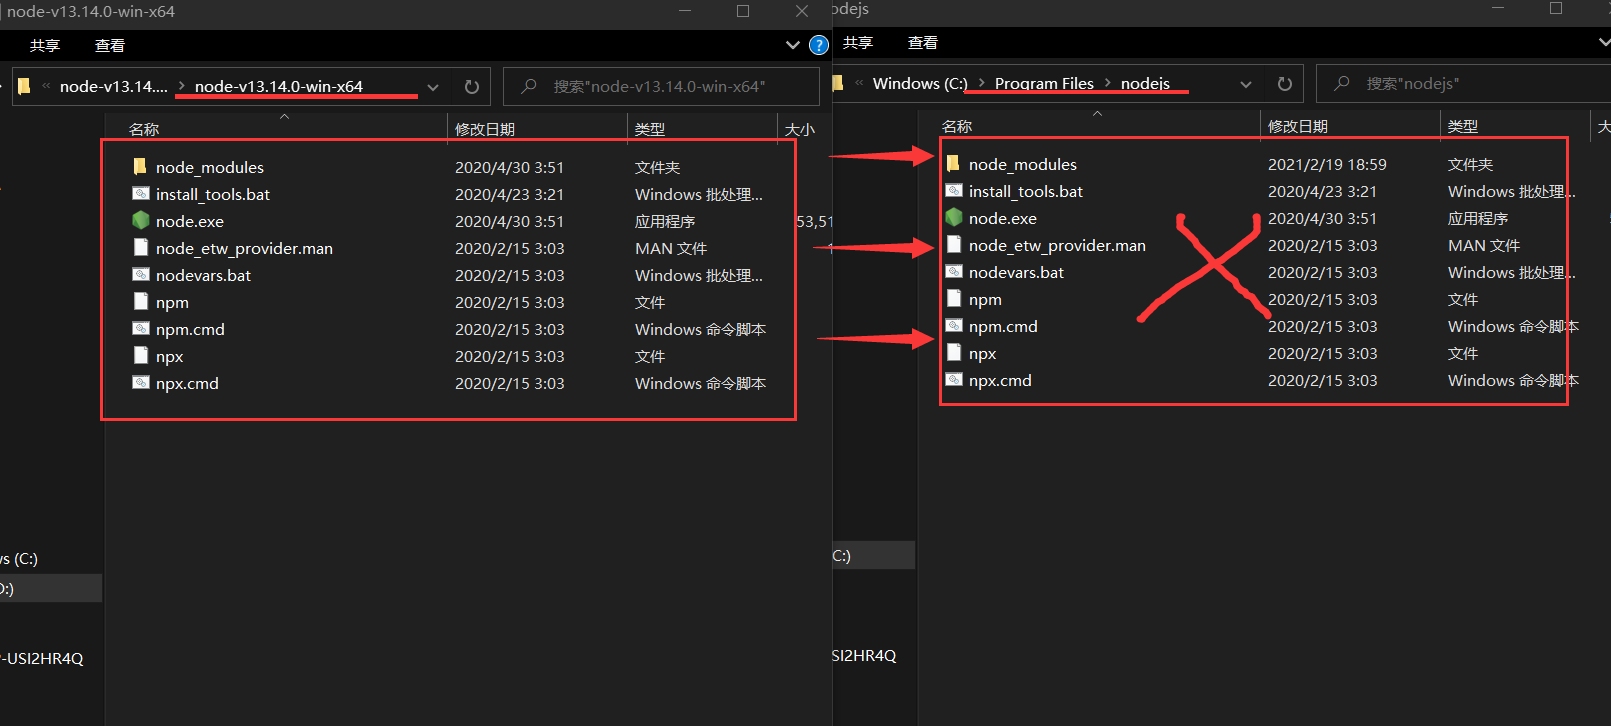 node-v13.14.0-win-x64
共享 查看
node-v13.14.... › node-v13.14.0-win-x64 搜索"node-v13.14.0-win-x64"
名称 修改日期 类型 大小
node_modules 2020/4/30 3:51 文件夹
install_tools.bat 2020/4/23 3:21 Windows 批处理...
node.exe 2020/4/30 3:51 应用程序 53,51
node_etw_provider.man 2020/2/15 3:03 MAN 文件 1
nodevars.bat 2020/2/15 3:03 Windows 批处理...
npm 2020/2/15 3:03 文件
npm.cmd 2020/2/15 3:03 Windows 命令脚本
npx 2020/2/15 3:03 文件
npx.cmd 2020/2/15 3:03 Windows 命令脚本
vs (C:)
D:)
-USI2HR4Q
odejs
共享 查看
Windows (C:) › Program Files › nodejs 搜索"nodejs"
名称 修改日期 类型 大
node_modules 2021/2/19 18:59 文件夹
install_tools.bat 2020/4/23 3:21 Windows 批处理...
node.exe 2020/4/30 3:51 应用程序
node_etw_provider.man 2020/2/15 3:03 MAN 文件
nodevars.bat 2020/2/15 3:03 Windows 批处理...
npm 2020/2/15 3:03 文件
npm.cmd 2020/2/15 3:03 Windows 命令脚本
npx 2020/2/15 3:03 文件
npx.cmd 2020/2/15 3:03 Windows 命令脚本
C:)
SI2HR4Q